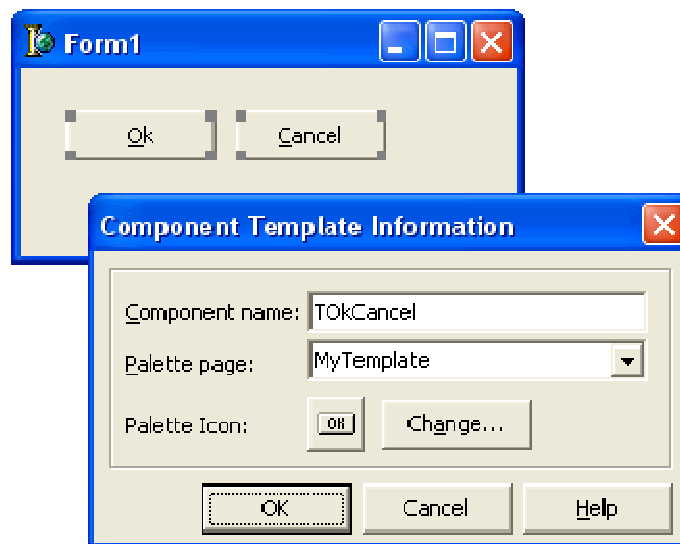 Form1
Ok Cancel
Component Template Information
Component name: TOkCancel
Palette page: MyTemplate
Palette Icon: OK Change...
OK Cancel Help